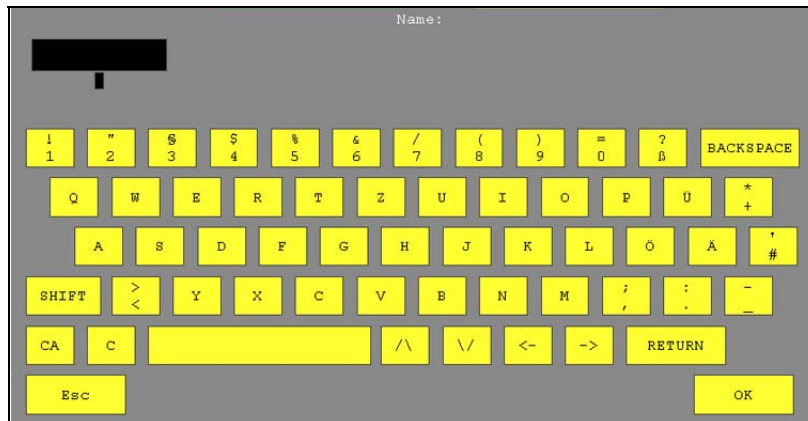 Name:
! " § $ % & / ( ) = ?
1 2 3 4 5 6 7 8 9 0 ß BACKSPACE
Q W E R T Z U I O P Ü * +
A S D F G H J K L Ö Ä ' #
SHIFT > < Y X C V B N M ; , : . - _
CA C /\ \/ <- -> RETURN
Esc OK